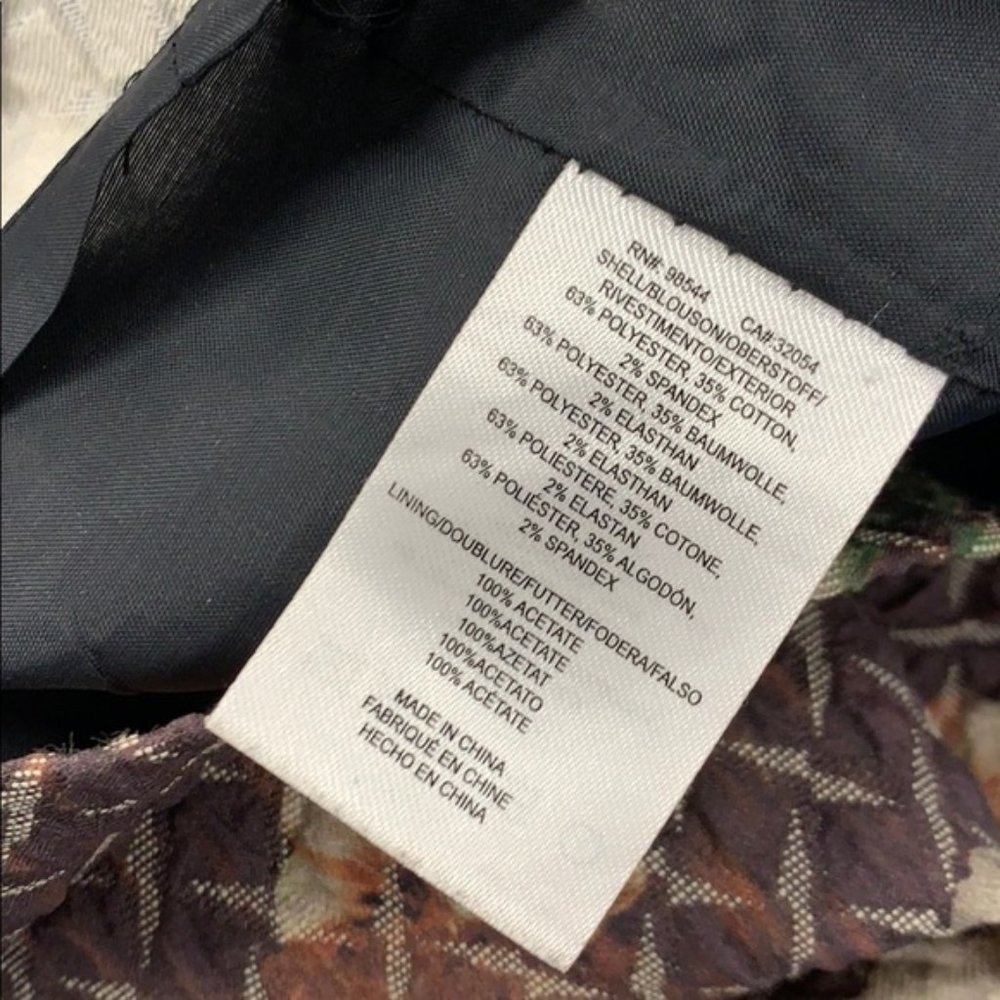 RN#: 98544 CA#:32054
SHELL/BLOUSON/OBERSTOFF/
RIVESTIMENTO/EXTERIOR
63% POLYESTER, 35% COTTON,
2% SPANDEX
63% POLYESTER, 35% BAUMWOLLE,
2% ELASTHAN
63% POLYESTER, 35% BAUMWOLLE,
2% ELASTHAN
63% POLIESTERE, 35% COTONE,
2% ELASTAN
63% POLIÉSTER, 35% ALGODÓN,
2% SPANDEX
LINING/DOUBLURE/FUTTER/FODERA/FALSO
100% ACETATE
100%ACETATE
100%AZETAT
100%ACETATO
100% ACÉTATE
MADE IN CHINA
FABRIQUÉ EN CHINE
HECHO EN CHINA